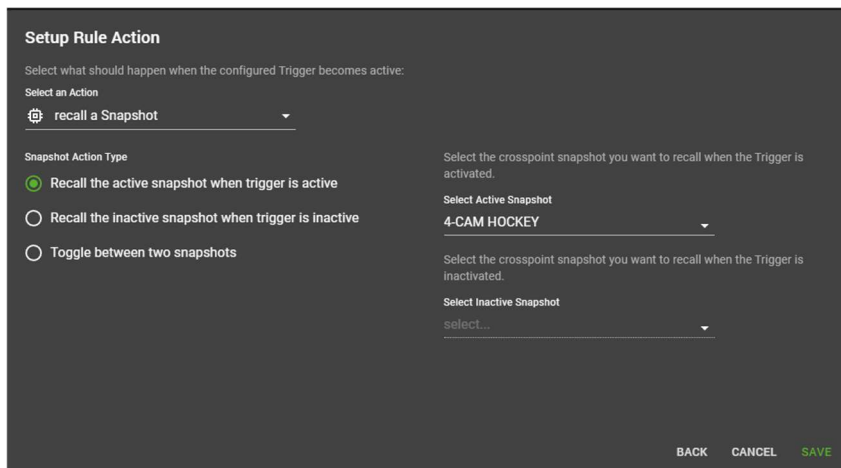 Setup Rule Action
Select what should happen when the configured Trigger becomes active:
Select an Action
recall a Snapshot
Snapshot Action Type
Recall the active snapshot when trigger is active
Recall the inactive snapshot when trigger is inactive
Toggle between two snapshots
Select the crosspoint snapshot you want to recall when the Trigger is
activated.
Select Active Snapshot
4-CAM HOCKEY
Select the crosspoint snapshot you want to recall when the Trigger is
inactivated.
Select Inactive Snapshot
select...
BACK CANCEL SAVE